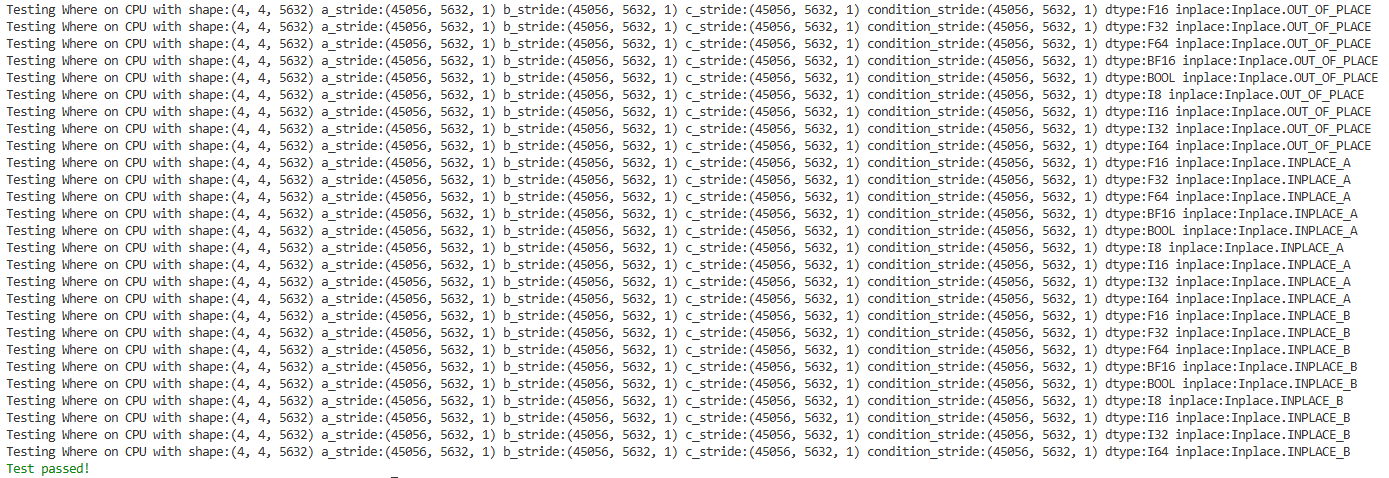 Testing Where on CPU with shape:(4, 4, 5632) a_stride:(45056, 5632, 1) b_stride:(45056, 5632, 1) c_stride:(45056, 5632, 1) condition_stride:(45056, 5632, 1) dtype:F16 inplace:Inplace.OUT_OF_PLACE
Testing Where on CPU with shape:(4, 4, 5632) a_stride:(45056, 5632, 1) b_stride:(45056, 5632, 1) c_stride:(45056, 5632, 1) condition_stride:(45056, 5632, 1) dtype:F32 inplace:Inplace.OUT_OF_PLACE
Testing Where on CPU with shape:(4, 4, 5632) a_stride:(45056, 5632, 1) b_stride:(45056, 5632, 1) c_stride:(45056, 5632, 1) condition_stride:(45056, 5632, 1) dtype:F64 inplace:Inplace.OUT_OF_PLACE
Testing Where on CPU with shape:(4, 4, 5632) a_stride:(45056, 5632, 1) b_stride:(45056, 5632, 1) c_stride:(45056, 5632, 1) condition_stride:(45056, 5632, 1) dtype:BF16 inplace:Inplace.OUT_OF_PLACE
Testing Where on CPU with shape:(4, 4, 5632) a_stride:(45056, 5632, 1) b_stride:(45056, 5632, 1) c_stride:(45056, 5632, 1) condition_stride:(45056, 5632, 1) dtype:BOOL inplace:Inplace.OUT_OF_PLACE
Testing Where on CPU with shape:(4, 4, 5632) a_stride:(45056, 5632, 1) b_stride:(45056, 5632, 1) c_stride:(45056, 5632, 1) condition_stride:(45056, 5632, 1) dtype:I8 inplace:Inplace.OUT_OF_PLACE
Testing Where on CPU with shape:(4, 4, 5632) a_stride:(45056, 5632, 1) b_stride:(45056, 5632, 1) c_stride:(45056, 5632, 1) condition_stride:(45056, 5632, 1) dtype:I16 inplace:Inplace.OUT_OF_PLACE
Testing Where on CPU with shape:(4, 4, 5632) a_stride:(45056, 5632, 1) b_stride:(45056, 5632, 1) c_stride:(45056, 5632, 1) condition_stride:(45056, 5632, 1) dtype:I32 inplace:Inplace.OUT_OF_PLACE
Testing Where on CPU with shape:(4, 4, 5632) a_stride:(45056, 5632, 1) b_stride:(45056, 5632, 1) c_stride:(45056, 5632, 1) condition_stride:(45056, 5632, 1) dtype:I64 inplace:Inplace.OUT_OF_PLACE
Testing Where on CPU with shape:(4, 4, 5632) a_stride:(45056, 5632, 1) b_stride:(45056, 5632, 1) c_stride:(45056, 5632, 1) condition_stride:(45056, 5632, 1) dtype:F16 inplace:Inplace.INPLACE_A
Testing Where on CPU with shape:(4, 4, 5632) a_stride:(45056, 5632, 1) b_stride:(45056, 5632, 1) c_stride:(45056, 5632, 1) condition_stride:(45056, 5632, 1) dtype:F32 inplace:Inplace.INPLACE_A
Testing Where on CPU with shape:(4, 4, 5632) a_stride:(45056, 5632, 1) b_stride:(45056, 5632, 1) c_stride:(45056, 5632, 1) condition_stride:(45056, 5632, 1) dtype:F64 inplace:Inplace.INPLACE_A
Testing Where on CPU with shape:(4, 4, 5632) a_stride:(45056, 5632, 1) b_stride:(45056, 5632, 1) c_stride:(45056, 5632, 1) condition_stride:(45056, 5632, 1) dtype:BF16 inplace:Inplace.INPLACE_A
Testing Where on CPU with shape:(4, 4, 5632) a_stride:(45056, 5632, 1) b_stride:(45056, 5632, 1) c_stride:(45056, 5632, 1) condition_stride:(45056, 5632, 1) dtype:BOOL inplace:Inplace.INPLACE_A
Testing Where on CPU with shape:(4, 4, 5632) a_stride:(45056, 5632, 1) b_stride:(45056, 5632, 1) c_stride:(45056, 5632, 1) condition_stride:(45056, 5632, 1) dtype:I8 inplace:Inplace.INPLACE_A
Testing Where on CPU with shape:(4, 4, 5632) a_stride:(45056, 5632, 1) b_stride:(45056, 5632, 1) c_stride:(45056, 5632, 1) condition_stride:(45056, 5632, 1) dtype:I16 inplace:Inplace.INPLACE_A
Testing Where on CPU with shape:(4, 4, 5632) a_stride:(45056, 5632, 1) b_stride:(45056, 5632, 1) c_stride:(45056, 5632, 1) condition_stride:(45056, 5632, 1) dtype:I32 inplace:Inplace.INPLACE_A
Testing Where on CPU with shape:(4, 4, 5632) a_stride:(45056, 5632, 1) b_stride:(45056, 5632, 1) c_stride:(45056, 5632, 1) condition_stride:(45056, 5632, 1) dtype:I64 inplace:Inplace.INPLACE_A
Testing Where on CPU with shape:(4, 4, 5632) a_stride:(45056, 5632, 1) b_stride:(45056, 5632, 1) c_stride:(45056, 5632, 1) condition_stride:(45056, 5632, 1) dtype:F16 inplace:Inplace.INPLACE_B
Testing Where on CPU with shape:(4, 4, 5632) a_stride:(45056, 5632, 1) b_stride:(45056, 5632, 1) c_stride:(45056, 5632, 1) condition_stride:(45056, 5632, 1) dtype:F32 inplace:Inplace.INPLACE_B
Testing Where on CPU with shape:(4, 4, 5632) a_stride:(45056, 5632, 1) b_stride:(45056, 5632, 1) c_stride:(45056, 5632, 1) condition_stride:(45056, 5632, 1) dtype:F64 inplace:Inplace.INPLACE_B
Testing Where on CPU with shape:(4, 4, 5632) a_stride:(45056, 5632, 1) b_stride:(45056, 5632, 1) c_stride:(45056, 5632, 1) condition_stride:(45056, 5632, 1) dtype:BF16 inplace:Inplace.INPLACE_B
Testing Where on CPU with shape:(4, 4, 5632) a_stride:(45056, 5632, 1) b_stride:(45056, 5632, 1) c_stride:(45056, 5632, 1) condition_stride:(45056, 5632, 1) dtype:BOOL inplace:Inplace.INPLACE_B
Testing Where on CPU with shape:(4, 4, 5632) a_stride:(45056, 5632, 1) b_stride:(45056, 5632, 1) c_stride:(45056, 5632, 1) condition_stride:(45056, 5632, 1) dtype:I8 inplace:Inplace.INPLACE_B
Testing Where on CPU with shape:(4, 4, 5632) a_stride:(45056, 5632, 1) b_stride:(45056, 5632, 1) c_stride:(45056, 5632, 1) condition_stride:(45056, 5632, 1) dtype:I16 inplace:Inplace.INPLACE_B
Testing Where on CPU with shape:(4, 4, 5632) a_stride:(45056, 5632, 1) b_stride:(45056, 5632, 1) c_stride:(45056, 5632, 1) condition_stride:(45056, 5632, 1) dtype:I32 inplace:Inplace.INPLACE_B
Testing Where on CPU with shape:(4, 4, 5632) a_stride:(45056, 5632, 1) b_stride:(45056, 5632, 1) c_stride:(45056, 5632, 1) condition_stride:(45056, 5632, 1) dtype:I64 inplace:Inplace.INPLACE_B
Test passed!